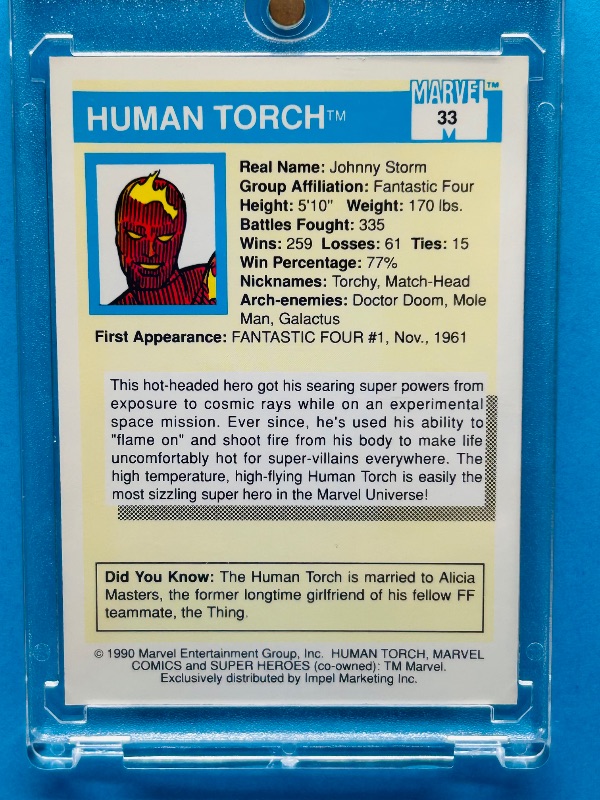 MARVEL™
HUMAN TORCH™
33
Real Name: Johnny Storm
Group Affiliation: Fantastic Four
Height: 5'10" Weight: 170 lbs.
Battles Fought: 335
Wins: 259 Losses: 61 Ties: 15
Win Percentage: 77%
Nicknames: Torchy, Match-Head
Arch-enemies: Doctor Doom, Mole
Man, Galactus
First Appearance: FANTASTIC FOUR #1, Nov., 1961
This hot-headed hero got his searing super powers from
exposure to cosmic rays while on an experimental
space mission. Ever since, he's used his ability to
"flame on" and shoot fire from his body to make life
uncomfortably hot for super-villains everywhere. The
high temperature, high-flying Human Torch is easily the
most sizzling super hero in the Marvel Universe!
Did You Know: The Human Torch is married to Alicia
Masters, the former longtime girlfriend of his fellow FF
teammate, the Thing.
© 1990 Marvel Entertainment Group, Inc. HUMAN TORCH, MARVEL
COMICS and SUPER HEROES (co-owned): TM Marvel.
Exclusively distributed by Impel Marketing Inc.